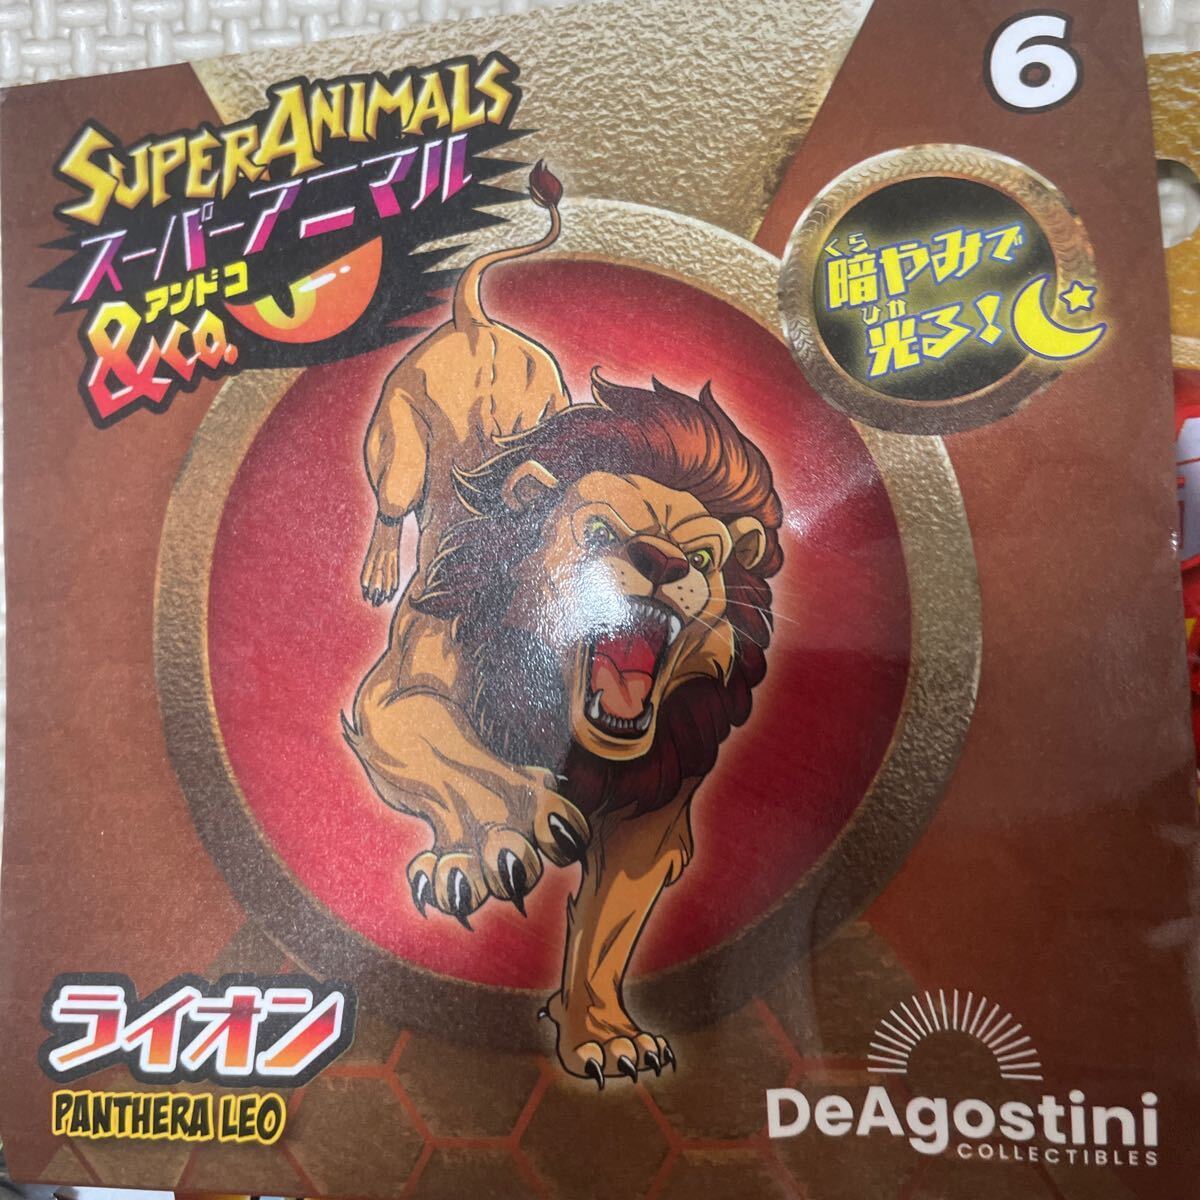 6
SUPERANIMALS
スーパーアニマル
アンドコ
&CO.
くら
暗やみで
ひか
光る!
ライオン
PANTHERA LEO
DeAgostini
COLLECTIBLES